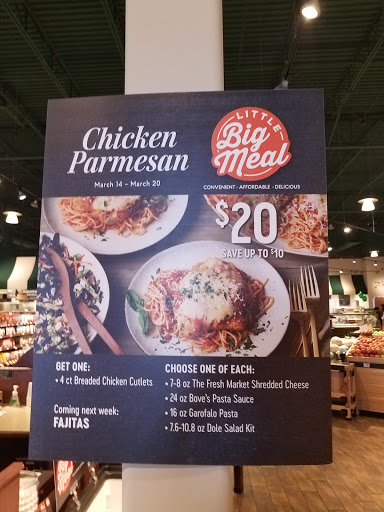 Chicken
Parmesan
March 14 – March 20
LITTLE
Big
Meal
CONVENIENT • AFFORDABLE • DELICIOUS
$20
SAVE UP TO $10
GET ONE:
• 4 ct Breaded Chicken Cutlets
Coming next week:
FAJITAS
CHOOSE ONE OF EACH:
• 7-8 oz The Fresh Market Shredded Cheese
• 24 oz Bove's Pasta Sauce
• 16 oz Garofalo Pasta
• 7.6-10.8 oz Dole Salad Kit